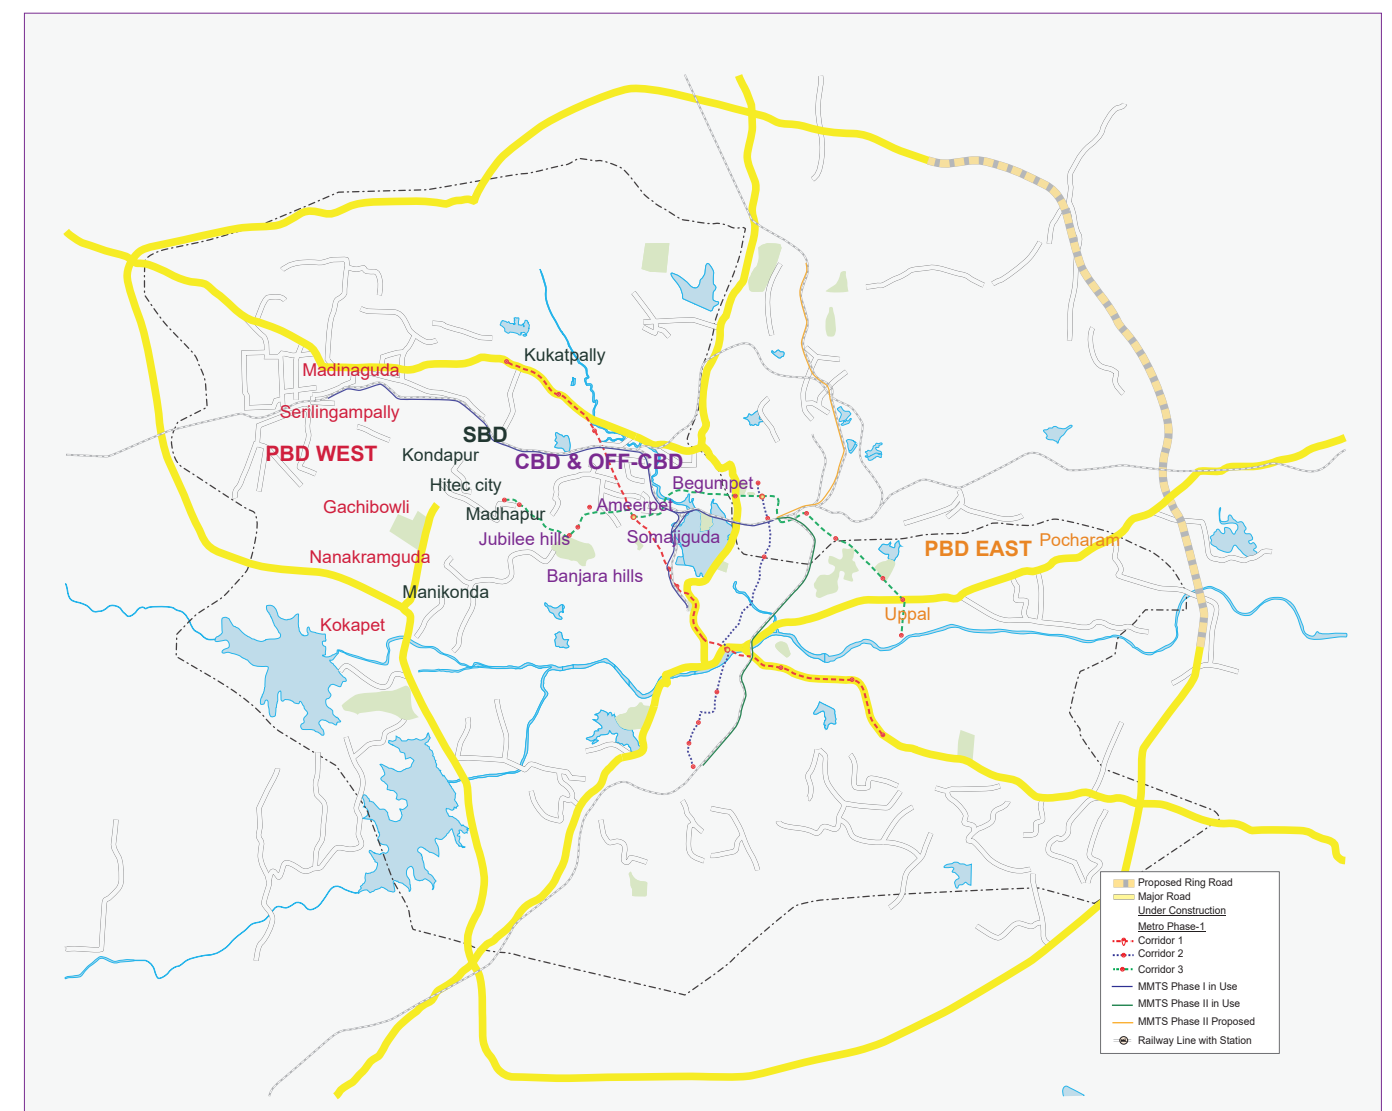 Kukatpally
Madinaguda
Serilingampally
SBD
PBD WEST
Kondapur
CBD & OFF-CBD
Hitec city
Begumpet
Gachibowli
Ameerpet
Madhapur
Jubilee hills
Somajiguda
PBD EAST
Pocharam
Nanakramguda
Banjara hills
Manikonda
Uppal
Kokapet
Proposed Ring Road
Major Road
Under Construction
Metro Phase-1
Corridor 1
Corridor 2
Corridor 3
MMTS Phase I in Use
MMTS Phase II in Use
MMTS Phase II Proposed
Railway Line with Station